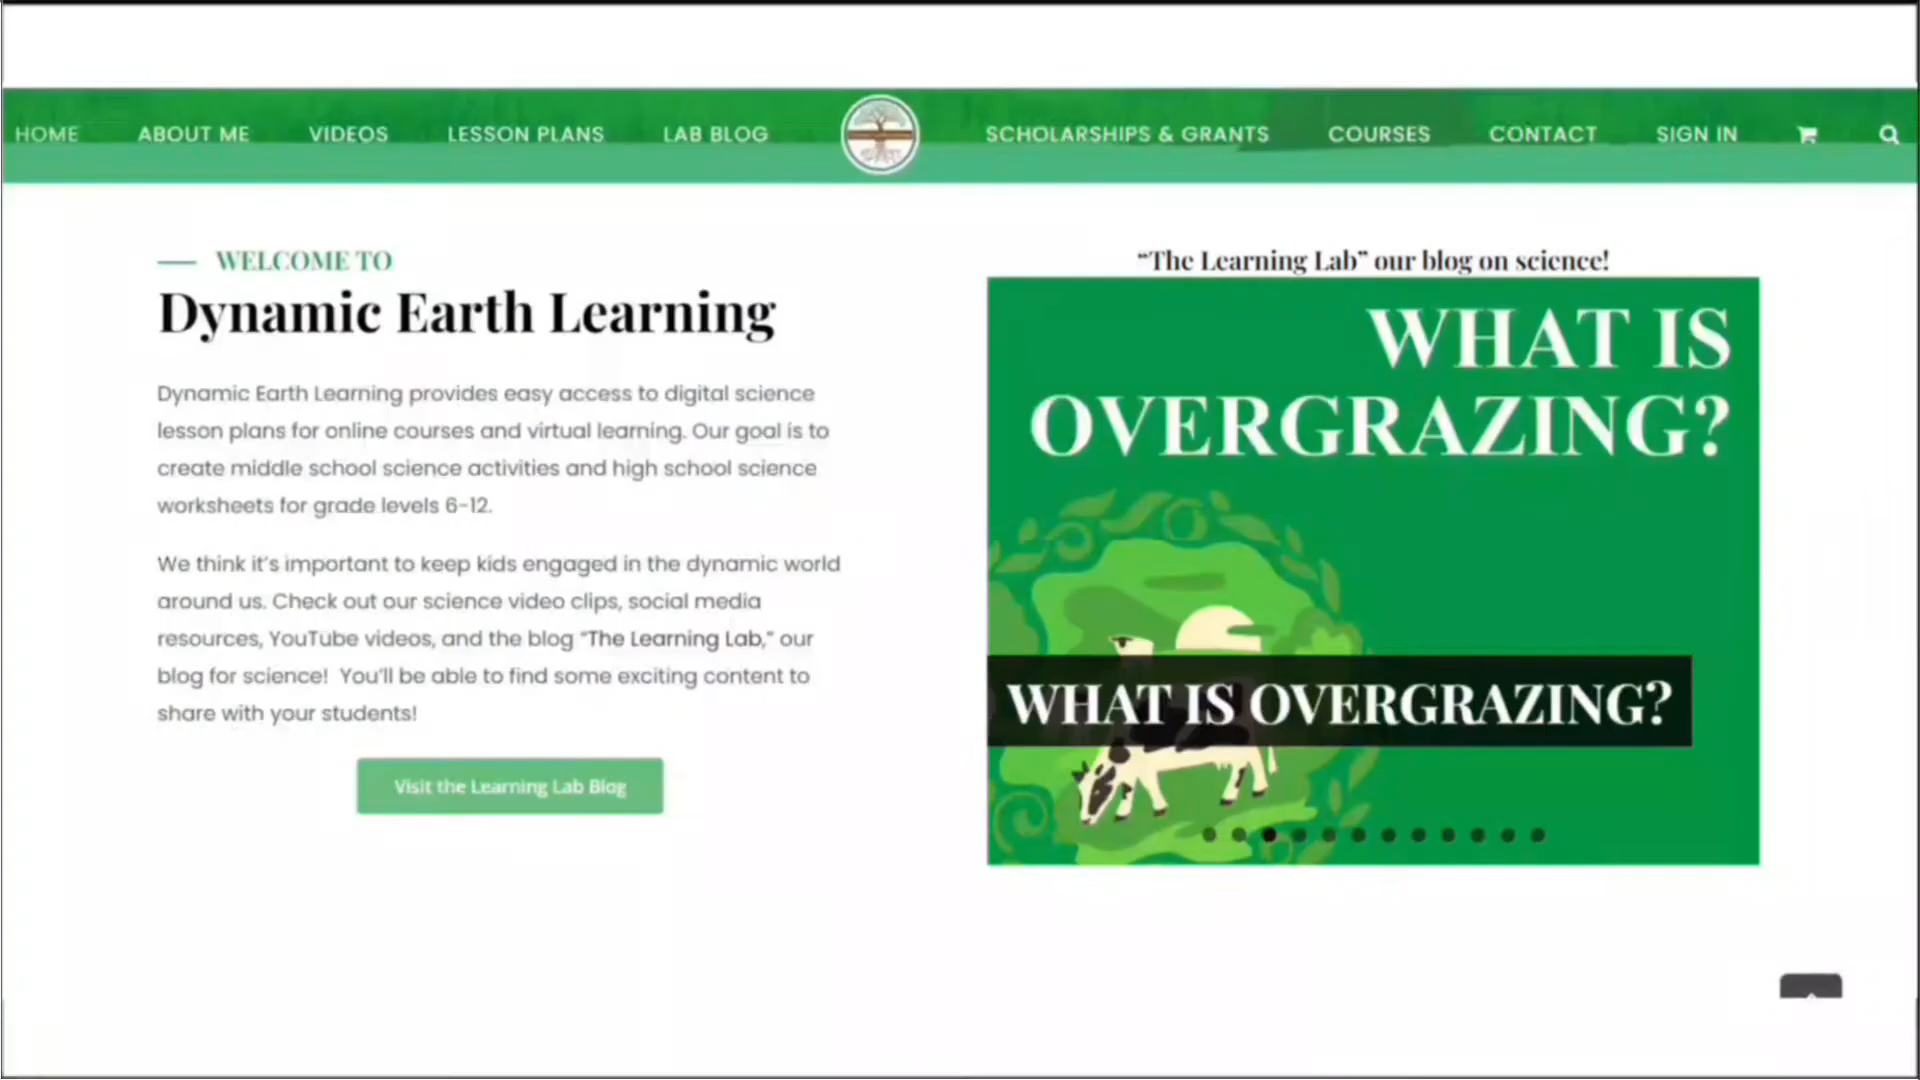 HOME ABOUT ME VIDEOS LESSON PLANS LAB BLOG SCHOLARSHIPS & GRANTS COURSES CONTACT SIGN IN
WELCOME TO
Dynamic Earth Learning
Dynamic Earth Learning provides easy access to digital science
lesson plans for online courses and virtual learning. Our goal is to
create middle school science activities and high school science
worksheets for grade levels 6-12.
We think it's important to keep kids engaged in the dynamic world
around us. Check out our science video clips, social media
resources, YouTube videos, and the blog “The Learning Lab,” our
blog for science!  You'll be able to find some exciting content to
share with your students!
Visit the Learning Lab Blog
“The Learning Lab” our blog on science!
WHAT IS
OVERGRAZING?
WHAT IS OVERGRAZING?